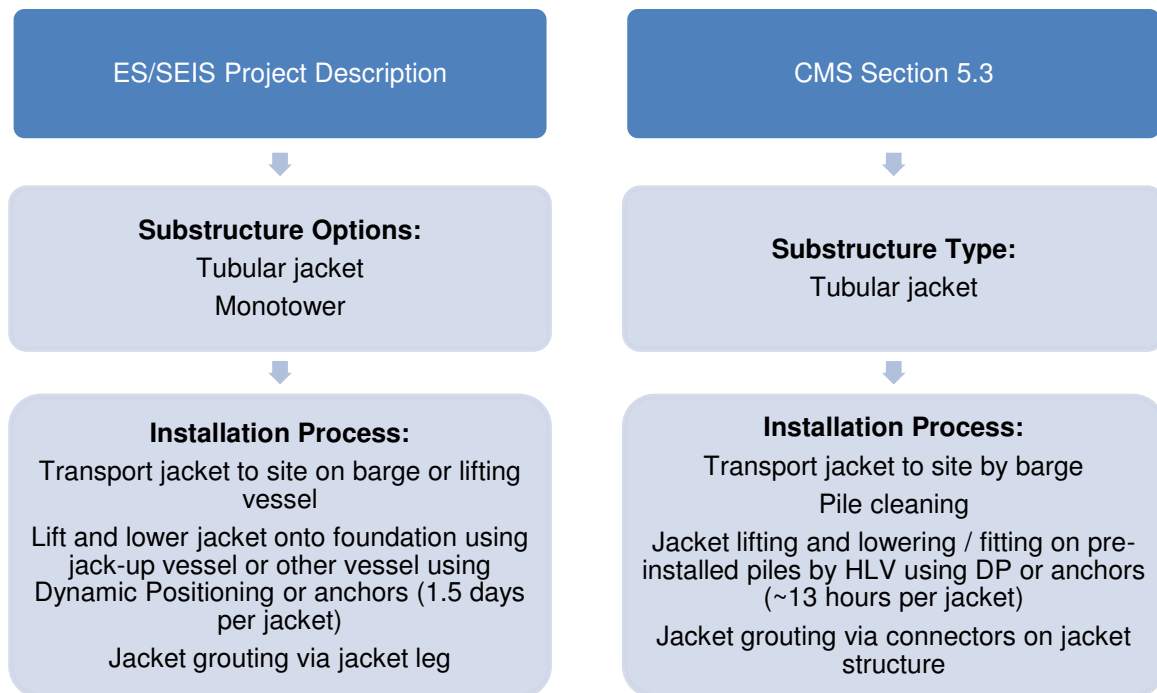 ES/SEIS Project Description
Substructure Options:
Tubular jacket
Monotower
Installation Process:
Transport jacket to site on barge or lifting
vessel
Lift and lower jacket onto foundation using
jack-up vessel or other vessel using
Dynamic Positioning or anchors (1.5 days
per jacket)
Jacket grouting via jacket leg
CMS Section 5.3
Substructure Type:
Tubular jacket
Installation Process:
Transport jacket to site by barge
Pile cleaning
Jacket lifting and lowering / fitting on pre-
installed piles by HLV using DP or anchors
(~13 hours per jacket)
Jacket grouting via connectors on jacket
structure